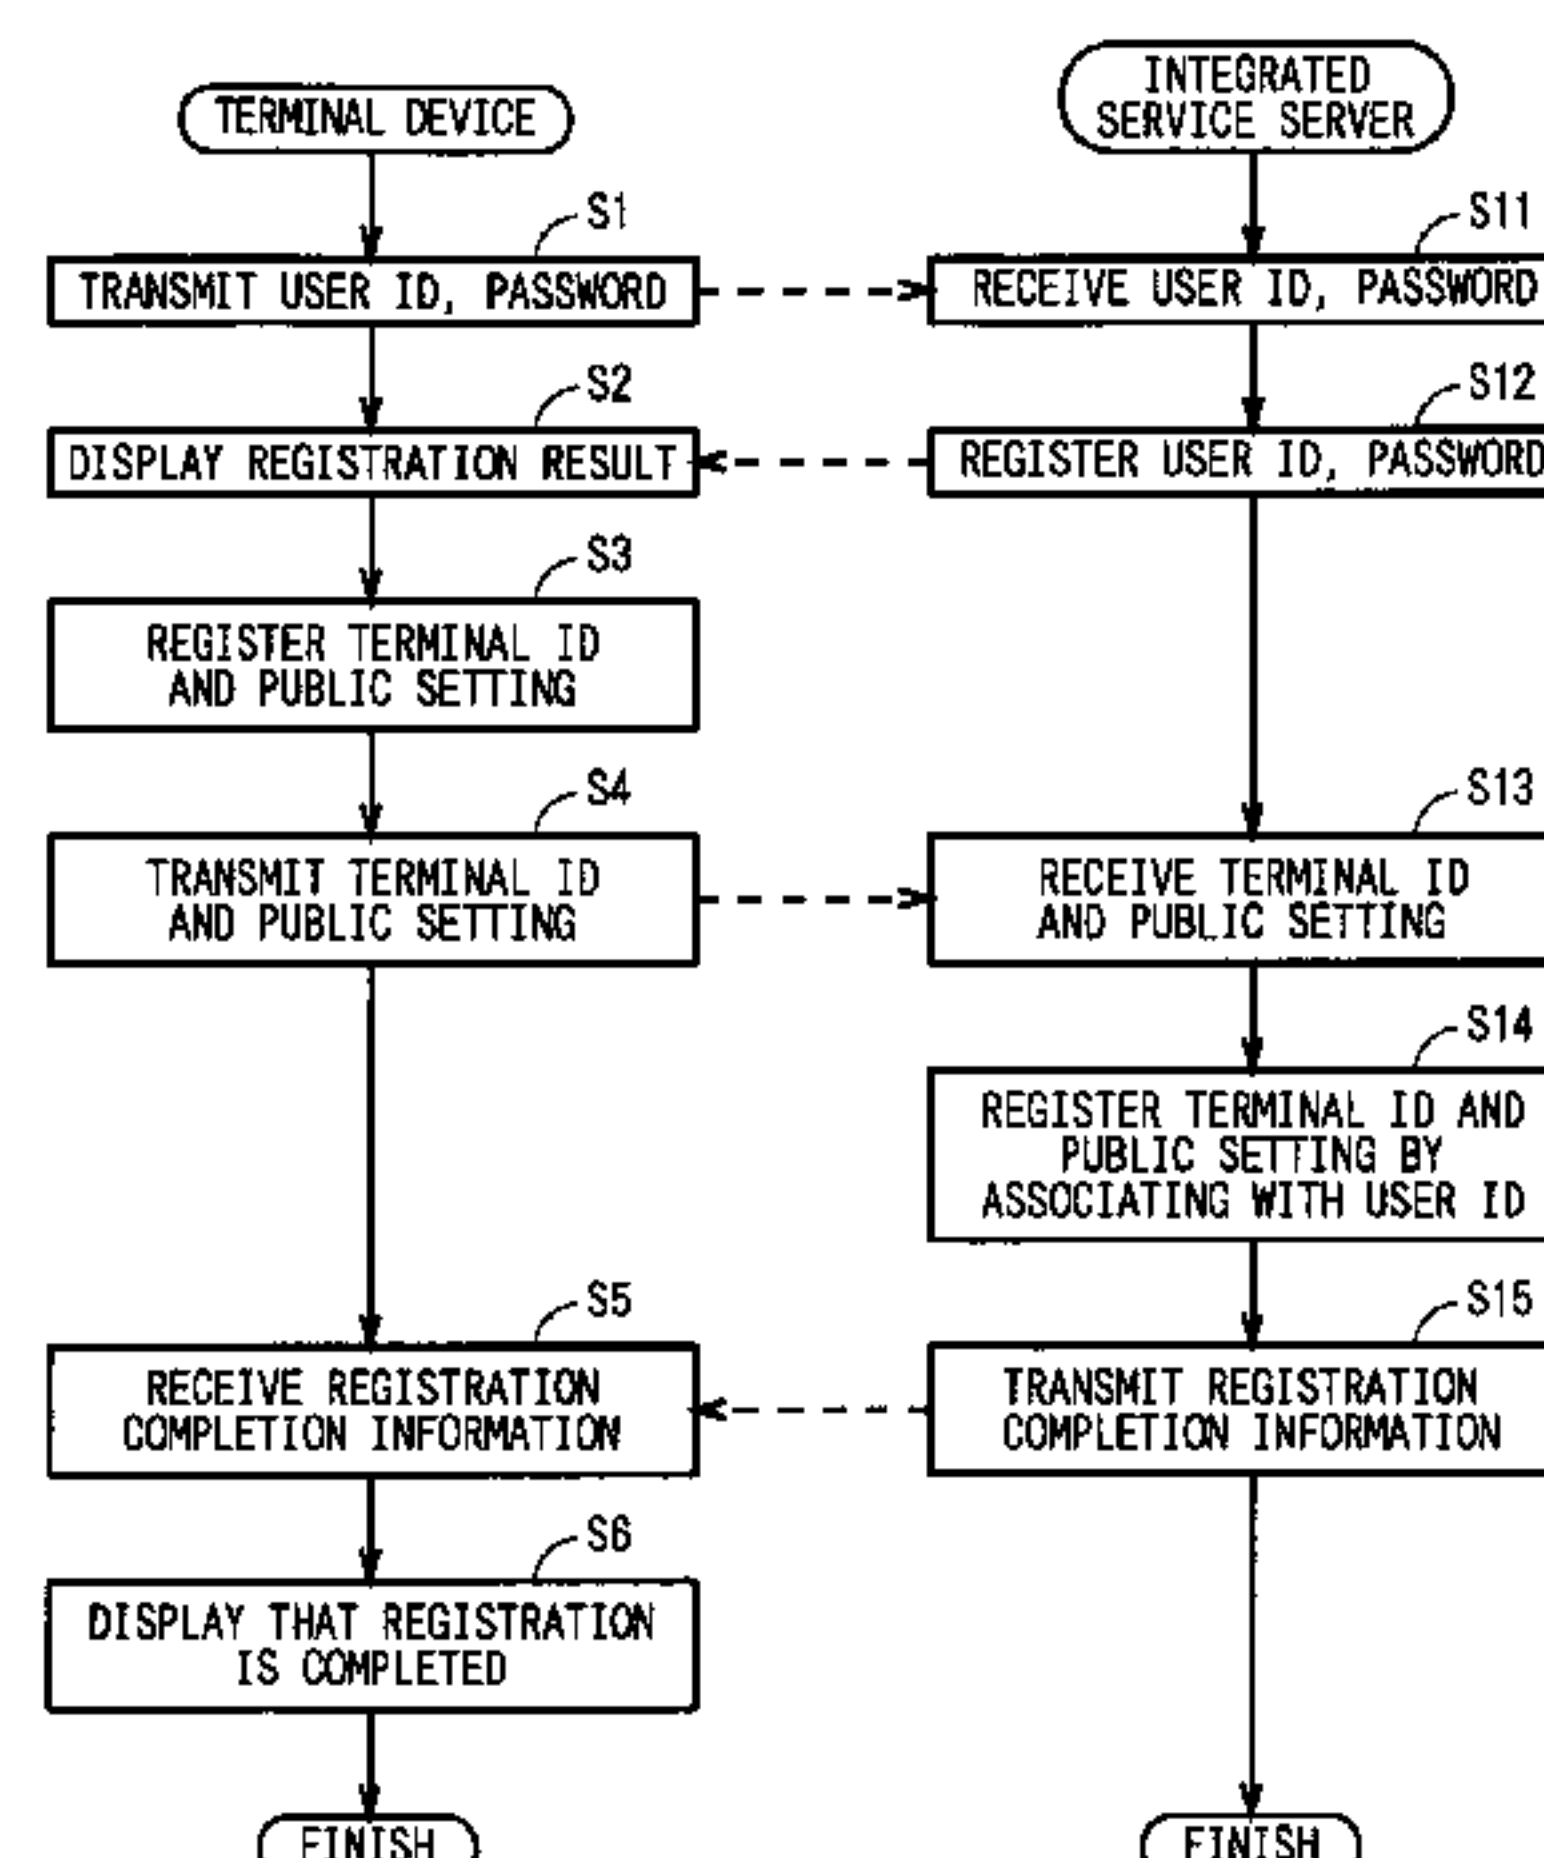 TERMINAL DEVICE
S1
TRANSMIT USER ID, PASSWORD
S2
DISPLAY REGISTRATION RESULT
S3
REGISTER TERMINAL ID
AND PUBLIC SETTING
S4
TRANSMIT TERMINAL ID
AND PUBLIC SETTING
S5
RECEIVE REGISTRATION
COMPLETION INFORMATION
S6
DISPLAY THAT REGISTRATION
IS COMPLETED
FINISH
INTEGRATED
SERVICE SERVER
S11
RECEIVE USER ID, PASSWORD
S12
REGISTER USER ID, PASSWORD
S13
RECEIVE TERMINAL ID
AND PUBLIC SETTING
S14
REGISTER TERMINAL ID AND
PUBLIC SETTING BY
ASSOCIATING WITH USER ID
S15
TRANSMIT REGISTRATION
COMPLETION INFORMATION
FINISH